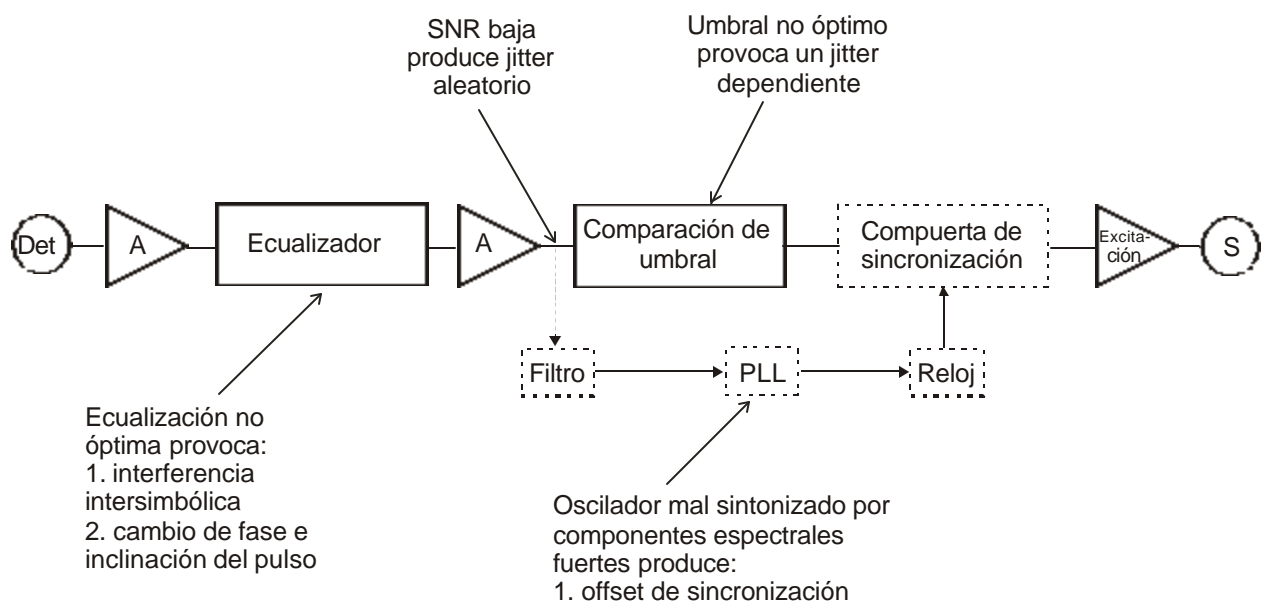 SNR baja
produce jitter
aleatorio
Umbral no óptimo
provoca un jitter
dependiente
Det
A
Ecualizador
A
Comparación de
umbral
Compuerta de
sincronización
Excita-
ción
S
Filtro
PLL
Reloj
Ecualización no
óptima provoca:
1. interferencia
intersimbólica
2. cambio de fase e
inclinación del pulso
Oscilador mal sintonizado por
componentes espectrales
fuertes produce:
1. offset de sincronización